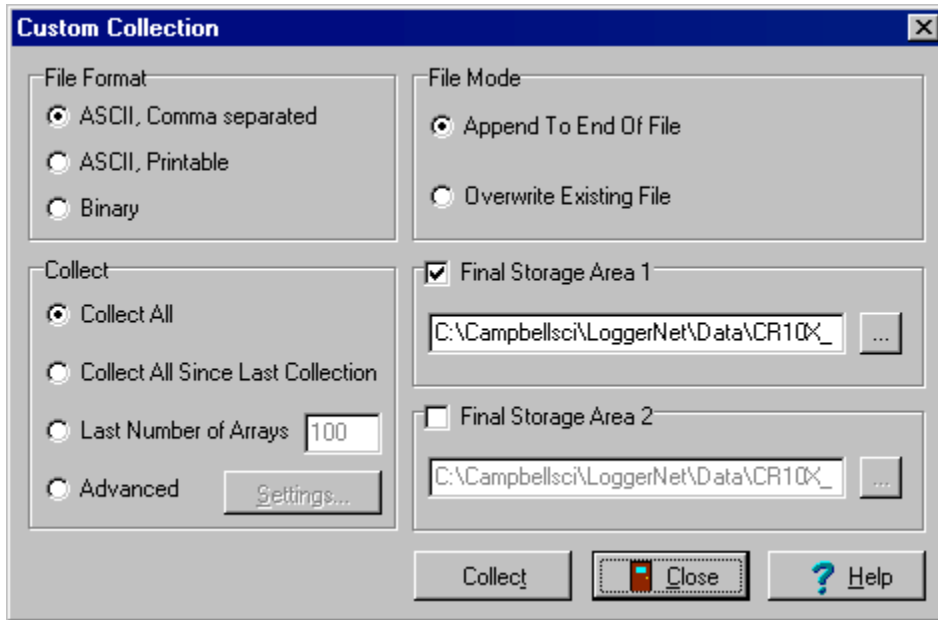 Custom Collection
File Format
ASCII, Comma separated
ASCII, Printable
Binary
File Mode
Append To End Of File
Overwrite Existing File
Collect
Collect All
Collect All Since Last Collection
Last Number of Arrays 100
Advanced Settings...
Final Storage Area 1
C:\Campbellsci\LoggerNet\Data\CR10X_ ...
Final Storage Area 2
C:\Campbellsci\LoggerNet\Data\CR10X_ ...
Collect Close ? Help